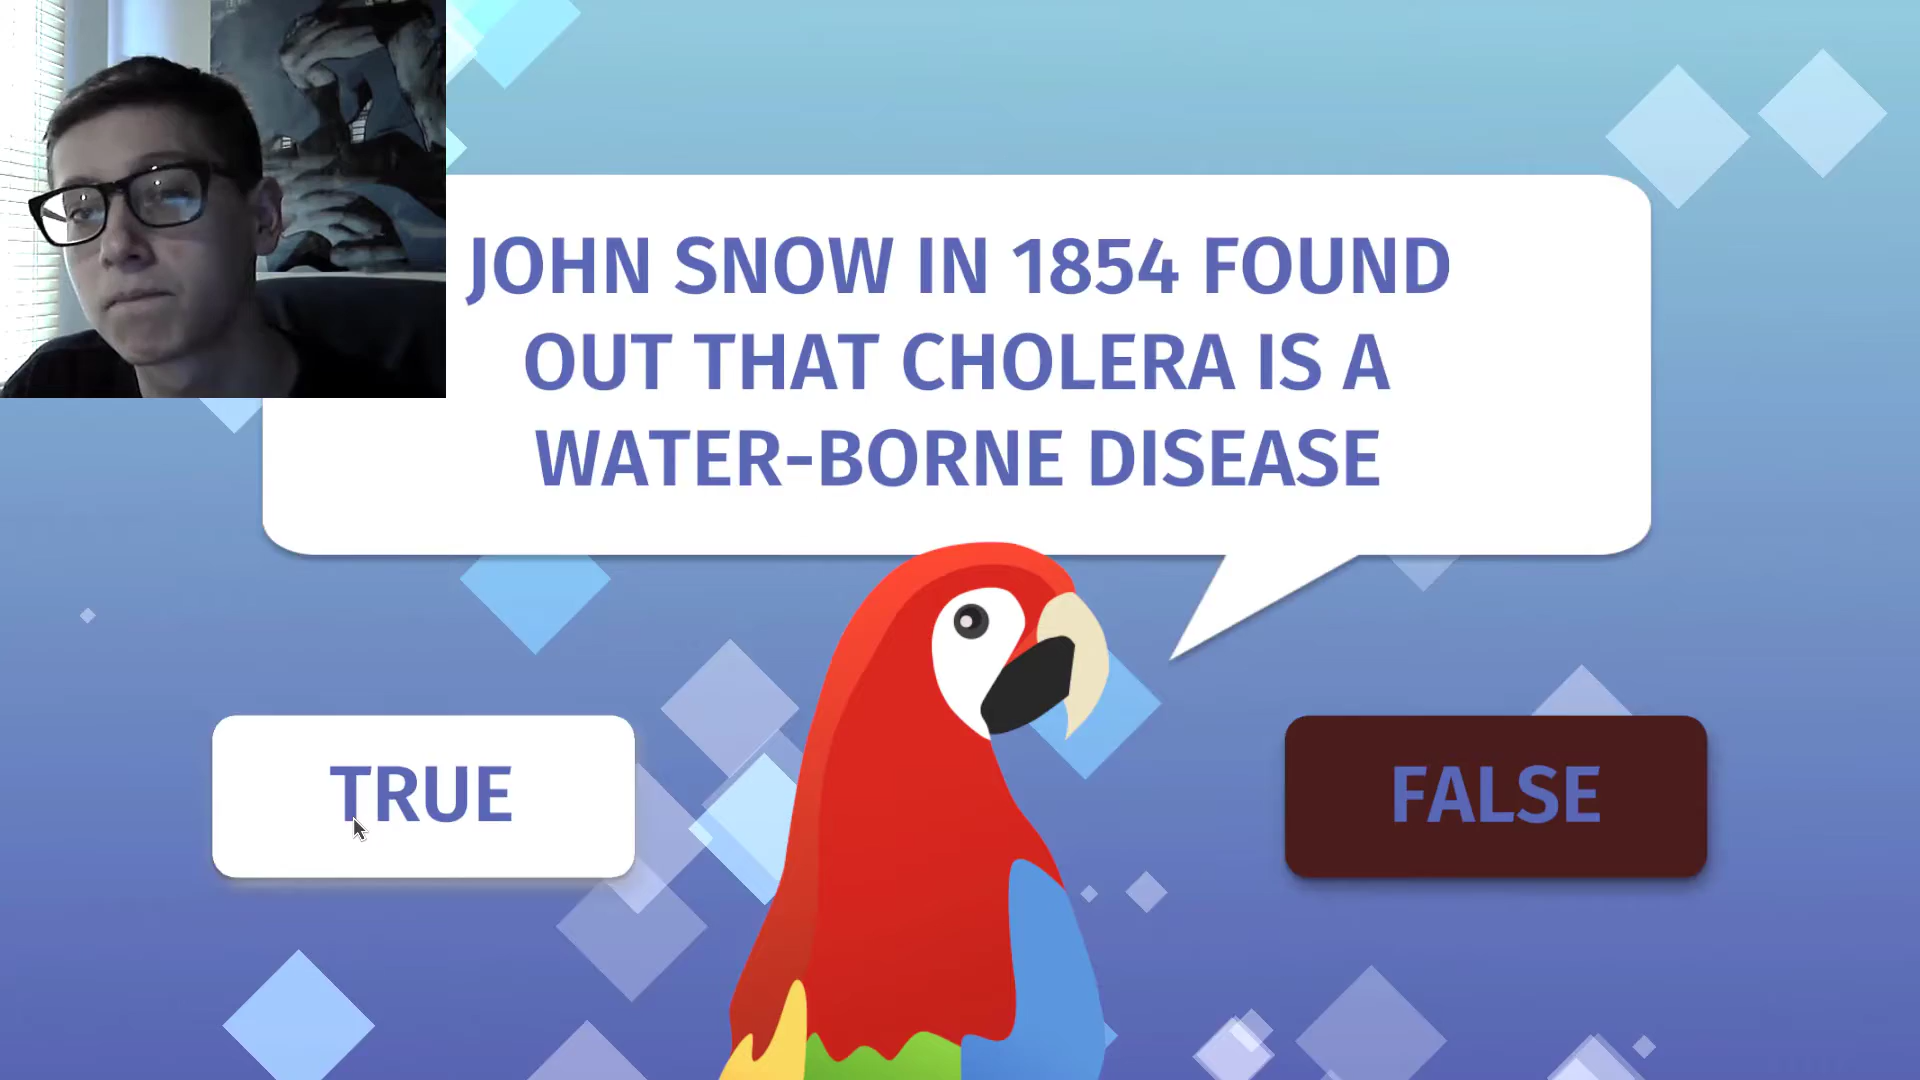 JOHN SNOW IN 1854 FOUND
OUT THAT CHOLERA IS A
WATER-BORNE DISEASE
TRUE
FALSE